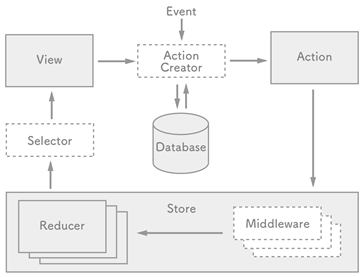 Event
View
Action
Creator
Action
Selector
Database
Store
Reducer
Middleware